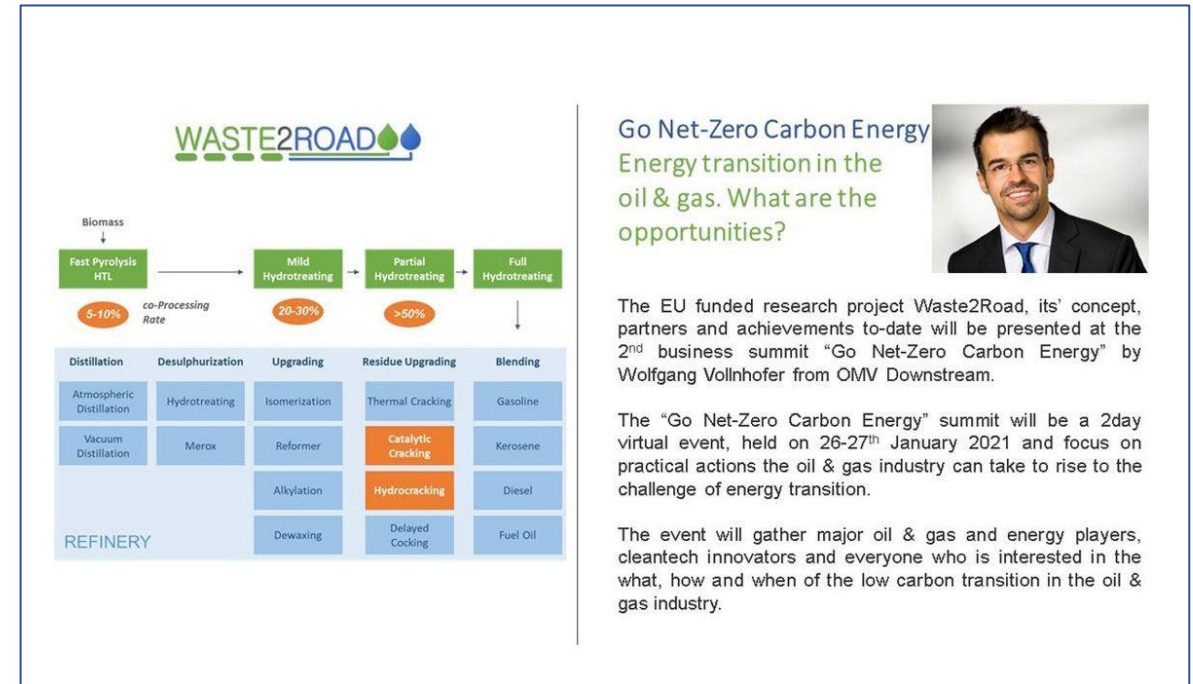 WASTE2ROAD
Biomass
Fast Pyrolysis
HTL
Mild
Hydrotreating
Partial
Hydrotreating
Full
Hydrotreating
5-10%
co-Processing
Rate
20-30%
>50%
Distillation
Desulphurization
Upgrading
Residue Upgrading
Blending
Atmospheric
Distillation
Hydrotreating
Isomerization
Thermal Cracking
Gasoline
Vacuum
Distillation
Merox
Reformer
Catalytic
Cracking
Kerosene
Alkylation
Hydrocracking
Diesel
REFINERY
Dewaxing
Delayed
Cocking
Fuel Oil
Go Net-Zero Carbon Energy
Energy transition in the
oil & gas. What are the
opportunities?
The EU funded research project Waste2Road, its’ concept,
partners and achievements to-date will be presented at the
2nd business summit “Go Net-Zero Carbon Energy” by
Wolfgang Vollnhofer from OMV Downstream.
The “Go Net-Zero Carbon Energy” summit will be a 2day
virtual event, held on 26-27th January 2021 and focus on
practical actions the oil & gas industry can take to rise to the
challenge of energy transition.
The event will gather major oil & gas and energy players,
cleantech innovators and everyone who is interested in the
what, how and when of the low carbon transition in the oil &
gas industry.